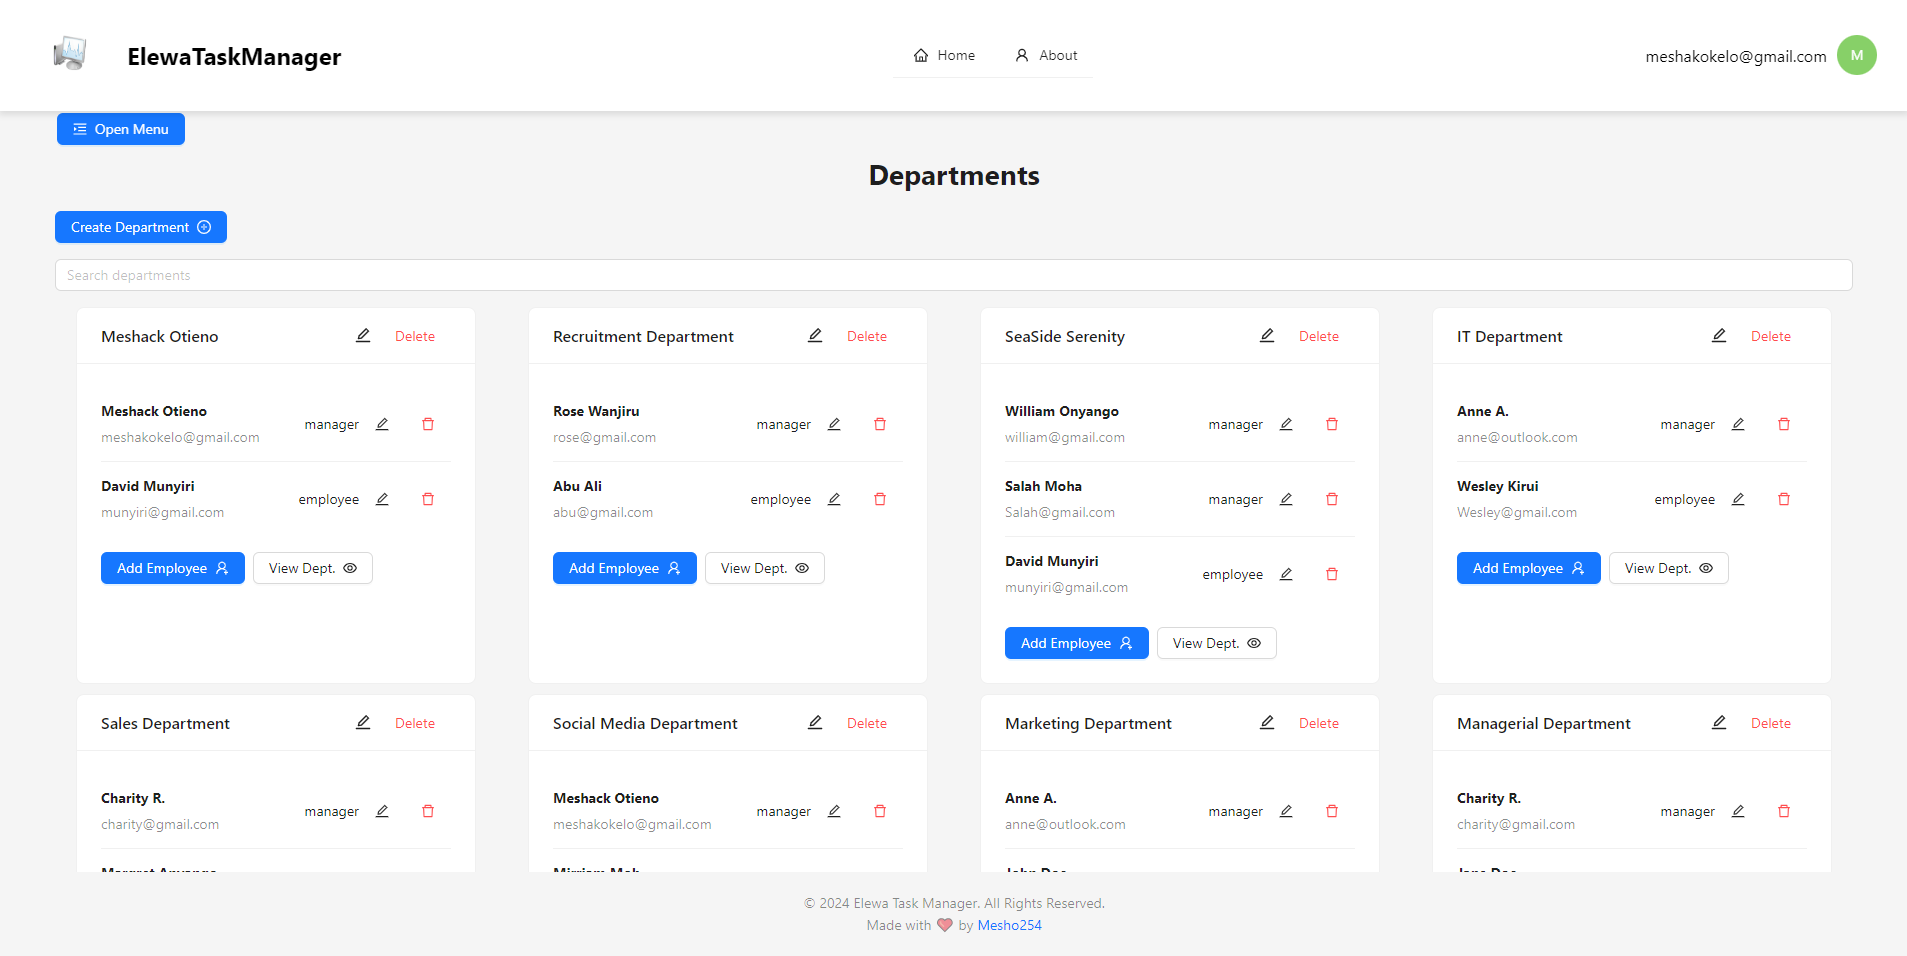 ElewaTaskManager
Home
About
meshakokelo@gmail.com
M
Open Menu
Departments
Create Department
Search departments
Meshack Otieno
Delete
Meshack Otieno
meshakokelo@gmail.com
manager
David Munyiri
munyiri@gmail.com
employee
Add Employee
View Dept.
Recruitment Department
Delete
Rose Wanjiru
rose@gmail.com
manager
Abu Ali
abu@gmail.com
employee
Add Employee
View Dept.
SeaSide Serenity
Delete
William Onyango
william@gmail.com
manager
Salah Moha
Salah@gmail.com
manager
David Munyiri
munyiri@gmail.com
employee
Add Employee
View Dept.
IT Department
Delete
Anne A.
anne@outlook.com
manager
Wesley Kirui
Wesley@gmail.com
employee
Add Employee
View Dept.
Sales Department
Delete
Charity R.
charity@gmail.com
manager
Social Media Department
Delete
Meshack Otieno
meshakokelo@gmail.com
manager
Marketing Department
Delete
Anne A.
anne@outlook.com
manager
John Doe
Managerial Department
Delete
Charity R.
charity@gmail.com
manager
Jane Doe
© 2024 Elewa Task Manager. All Rights Reserved.
Made with ❤ by Mesho254